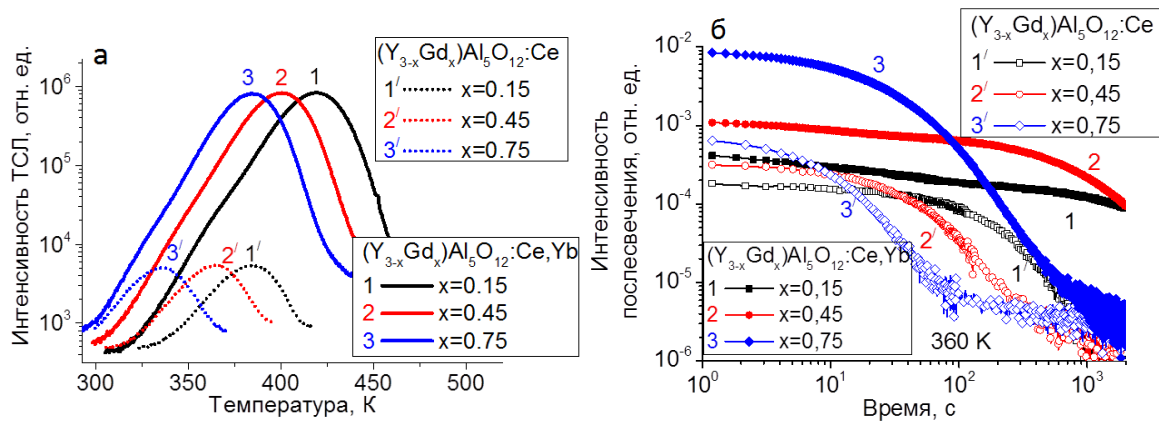 а
(Y3-xGdx)Al5O12:Ce
1/ x=0.15
2/ x=0.45
3/ x=0.75
3 2 1
3/ 2/ 1/
(Y3-xGdx)Al5O12:Ce,Yb
1 x=0.15
2 x=0.45
3 x=0.75
Интенсивность ТСЛ, отн. ед.
10^6
10^5
10^4
10^3
300 350 400 450 500
Температура, К
б
(Y3-xGdx)Al5O12:Ce
1/ x=0,15
2/ x=0,45
3/ x=0,75
3
2
1
3/
2/
1/
(Y3-xGdx)Al5O12:Ce,Yb
1 x=0,15
2 x=0,45
3 x=0,75
360 K
Интенсивность
послесвечения, отн. ед.
10^-2
10^-3
10^-4
10^-5
10^-6
10^0 10^1 10^2 10^3
Время, с